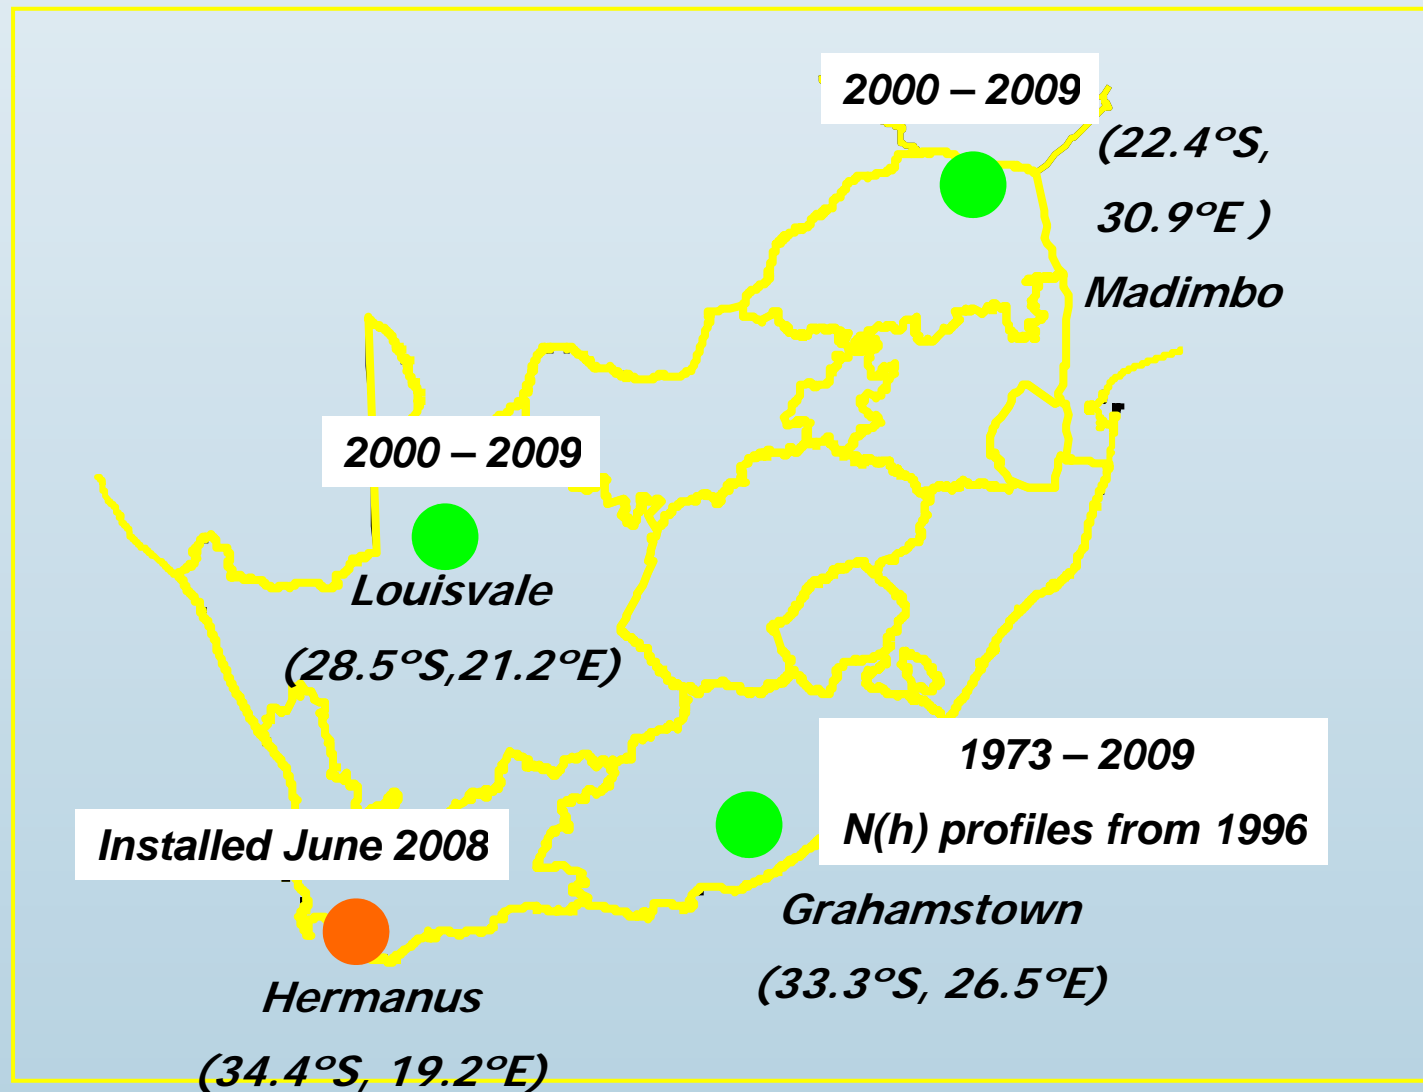 2000 – 2009
(22.4°S,
30.9°E )
Madimbo
2000 – 2009
Louisvale
(28.5°S,21.2°E)
1973 – 2009
N(h) profiles from 1996
Installed June 2008
Grahamstown
(33.3°S, 26.5°E)
Hermanus
(34.4°S, 19.2°E)